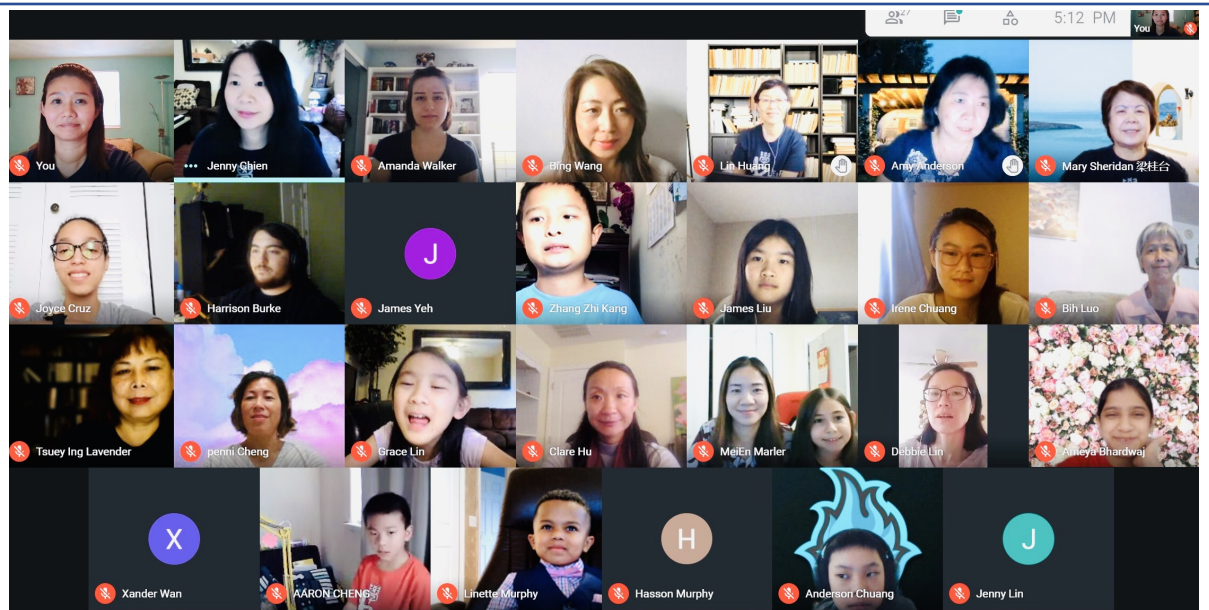 27
5:12 PM
You
You
Jenny Chien
Amanda Walker
Bing Wang
Lin Huang
Amy Anderson
Mary Sheridan 梁桂台
Joyce Cruz
Harrison Burke
J
James Yeh
Zhang Zhi Kang
James Liu
Irene Chuang
Bih Luo
Tsuey Ing Lavender
penni Cheng
Grace Lin
Clare Hu
MeiEn Marler
Debbie Lin
Ameya Bhardwaj
X
Xander Wan
AARON CHENG
Linette Murphy
H
Hasson Murphy
Anderson Chuang
J
Jenny Lin